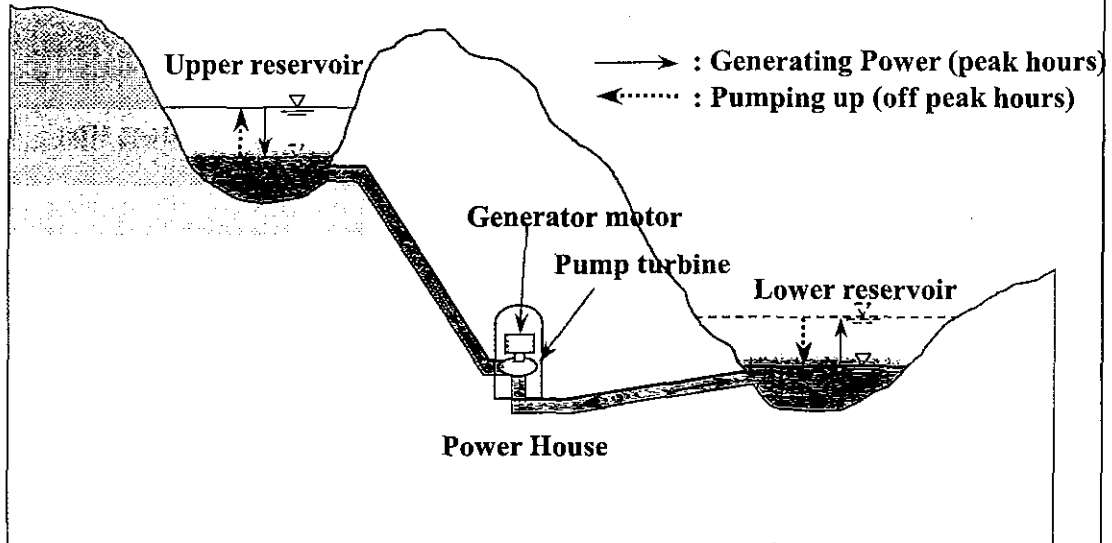 Upper reservoir
: Generating Power (peak hours)
: Pumping up (off peak hours)
Generator motor
Pump turbine
Lower reservoir
Power House